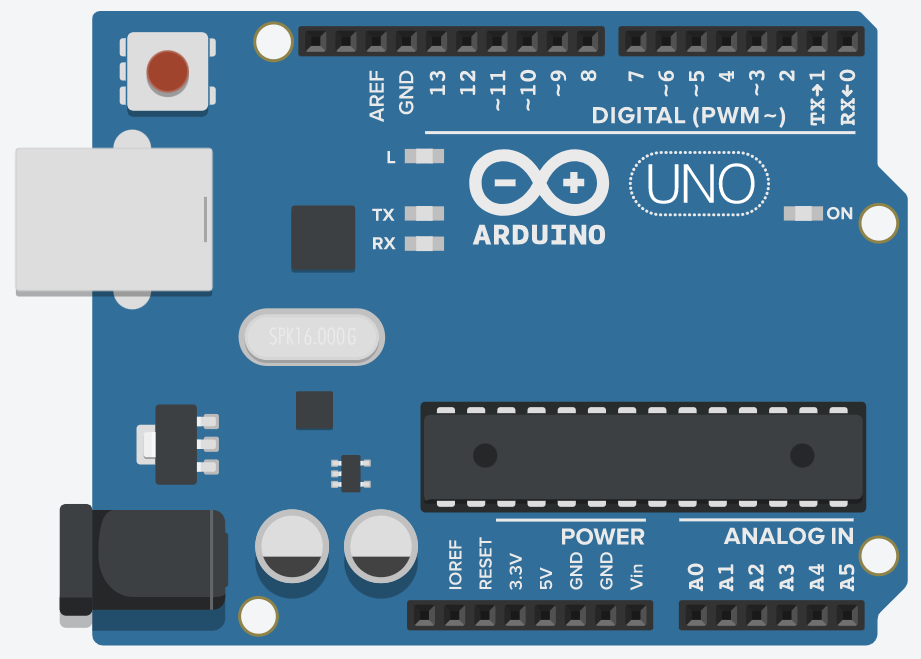 AREF
GND
13
12
~11
~10
~9
8
7
~6
~5
4
~3
2
TX→1
RX←0
DIGITAL (PWM~)
L
TX
RX
ARDUINO
UNO
ON
SPK16.000G
POWER
ANALOG IN
IOREF
RESET
3.3V
5V
GND
GND
Vin
A0
A1
A2
A3
A4
A5